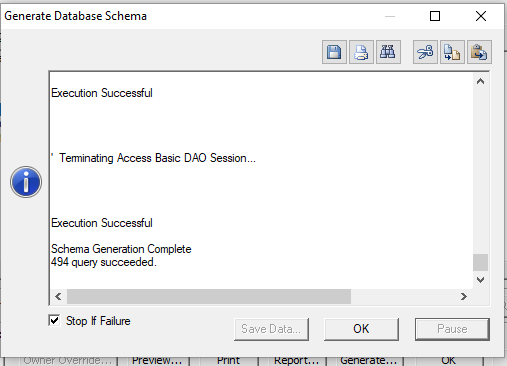 Generate Database Schema
Execution Successful
' Terminating Access Basic DAO Session...
Execution Successful
Schema Generation Complete
494 query succeeded.
Stop If Failure
Save Data...
OK
Pause
Owner Override...
Preview...
Print
Report...
Generate...
OK